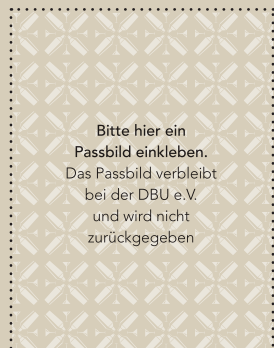 Bitte hier ein
Passbild einkleben.
Das Passbild verbleibt
bei der DBU e.V.
und wird nicht
zurückgegeben